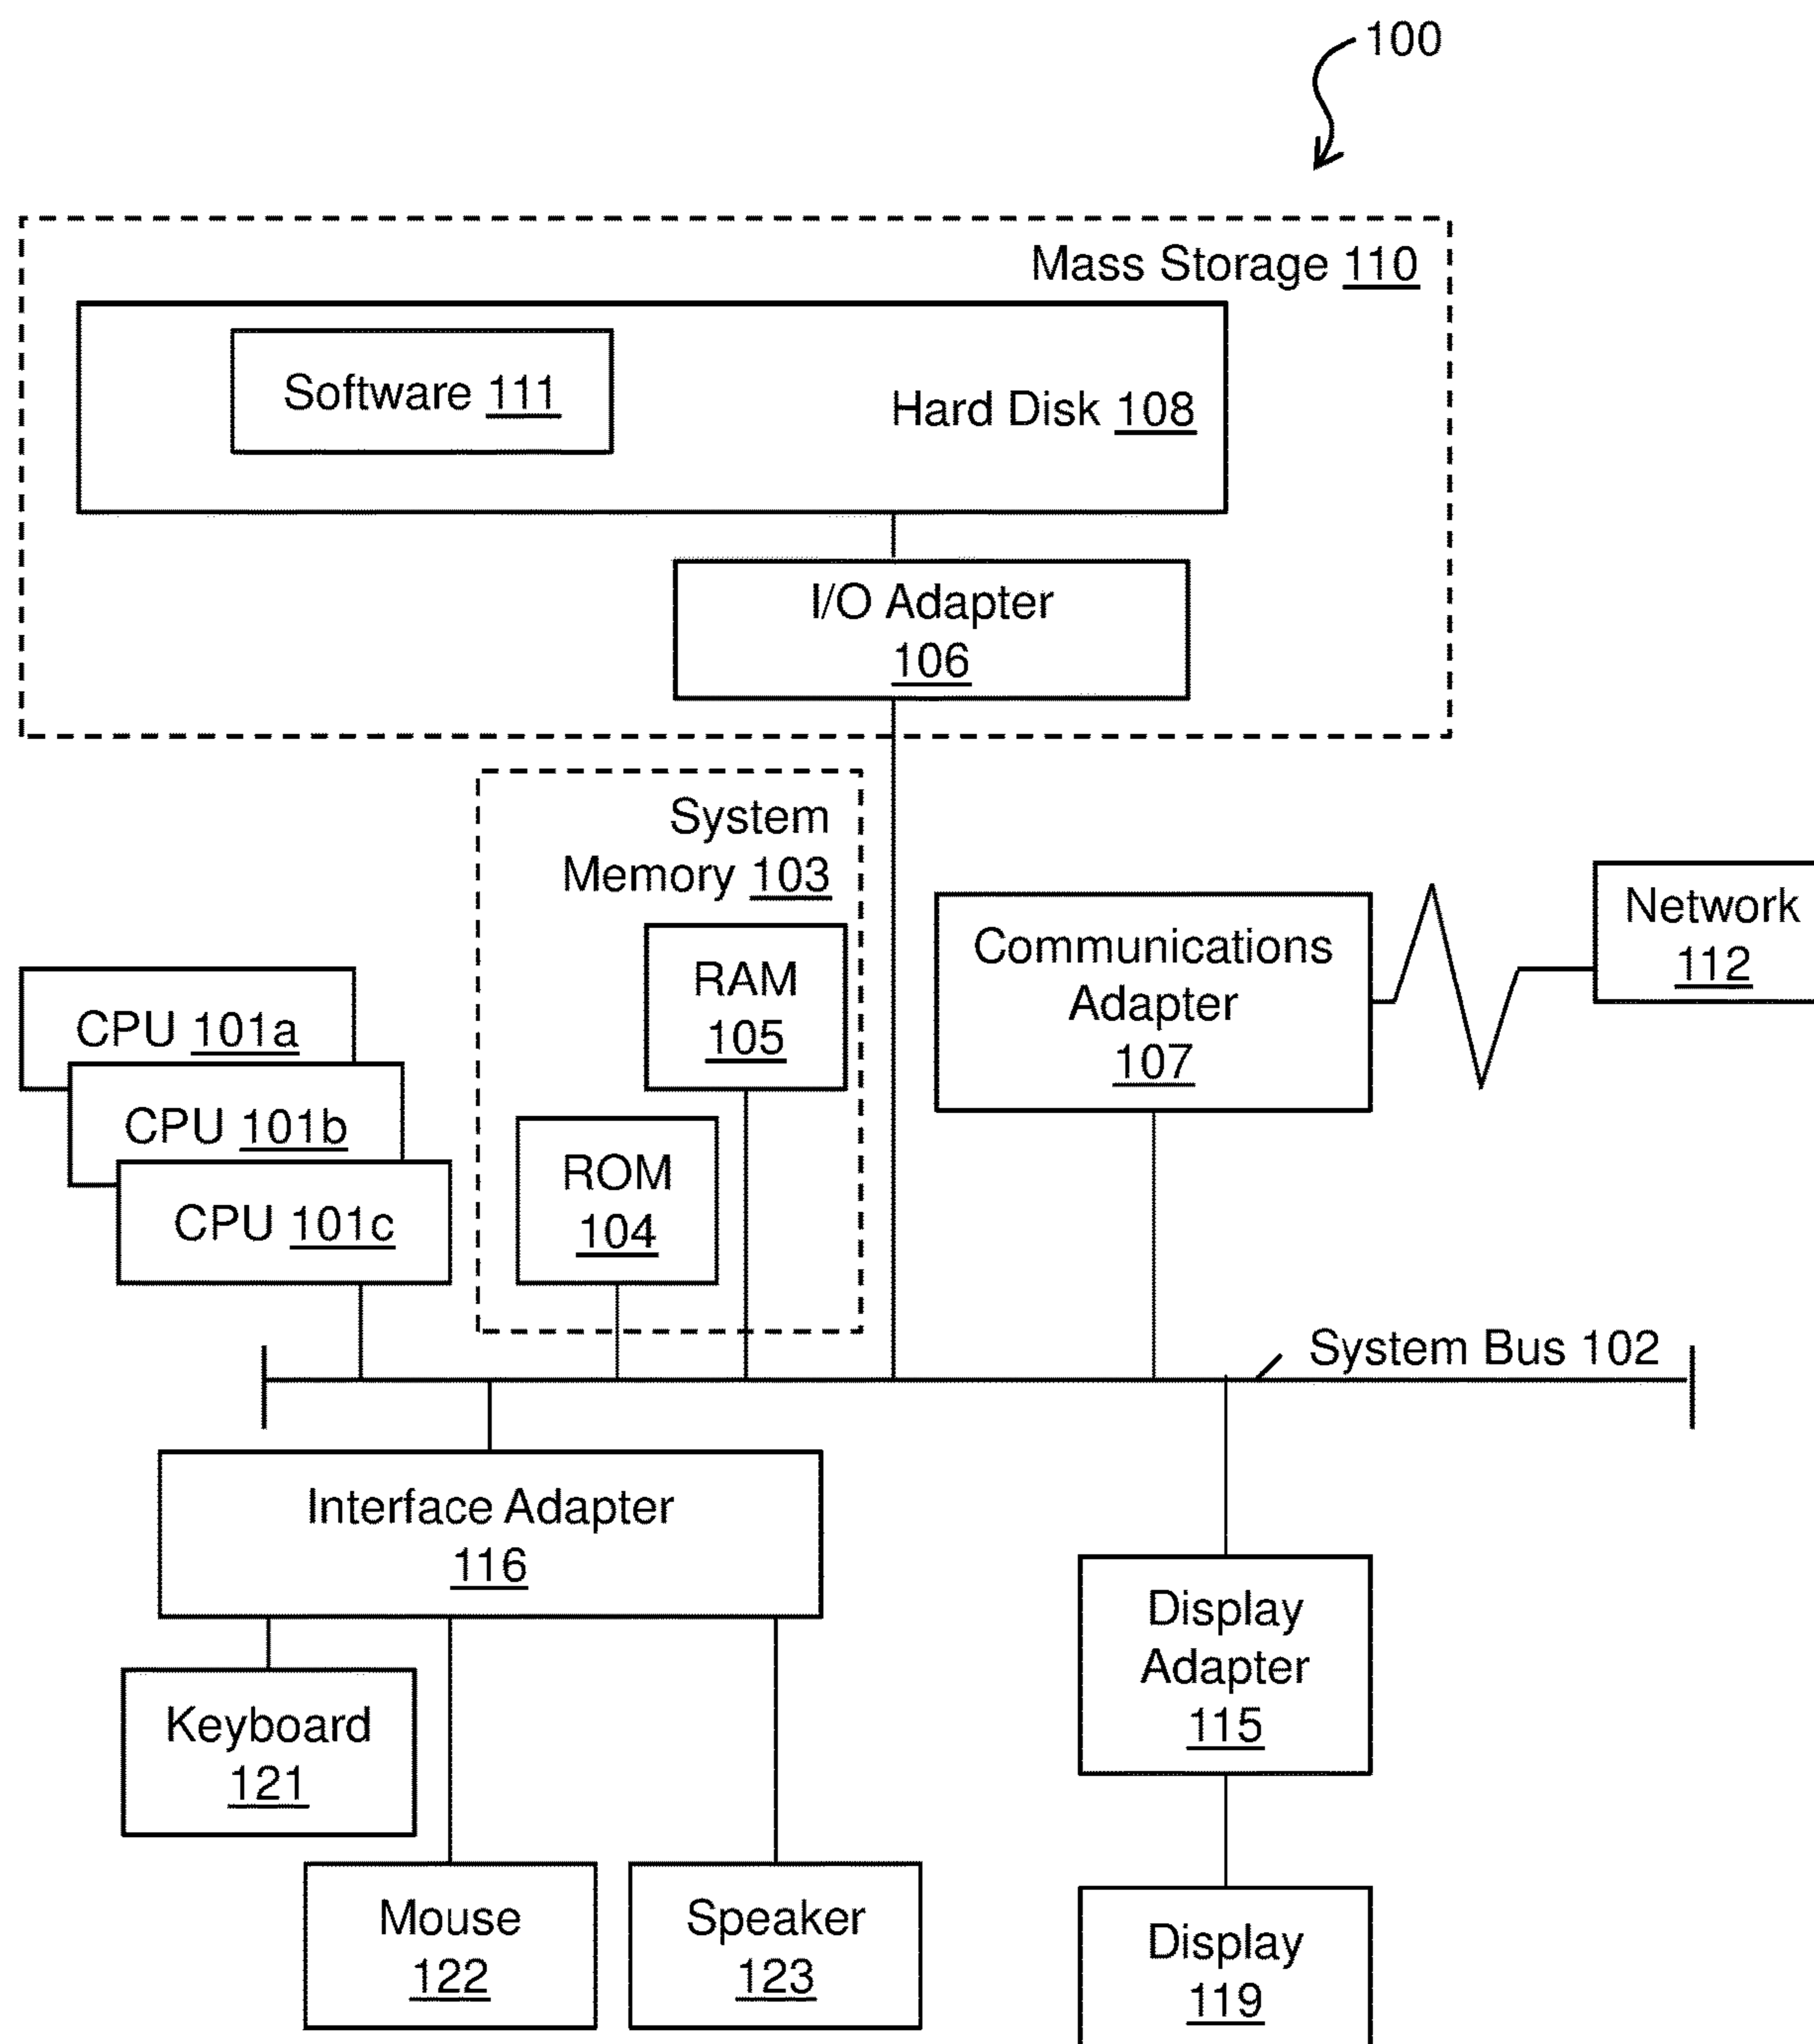 100
Mass Storage 110
Software 111
Hard Disk 108
I/O Adapter
106
System
Memory 103
RAM
105
ROM
104
CPU 101a
CPU 101b
CPU 101c
Communications
Adapter
107
Network
112
System Bus 102
Interface Adapter
116
Keyboard
121
Mouse
122
Speaker
123
Display
Adapter
115
Display
119